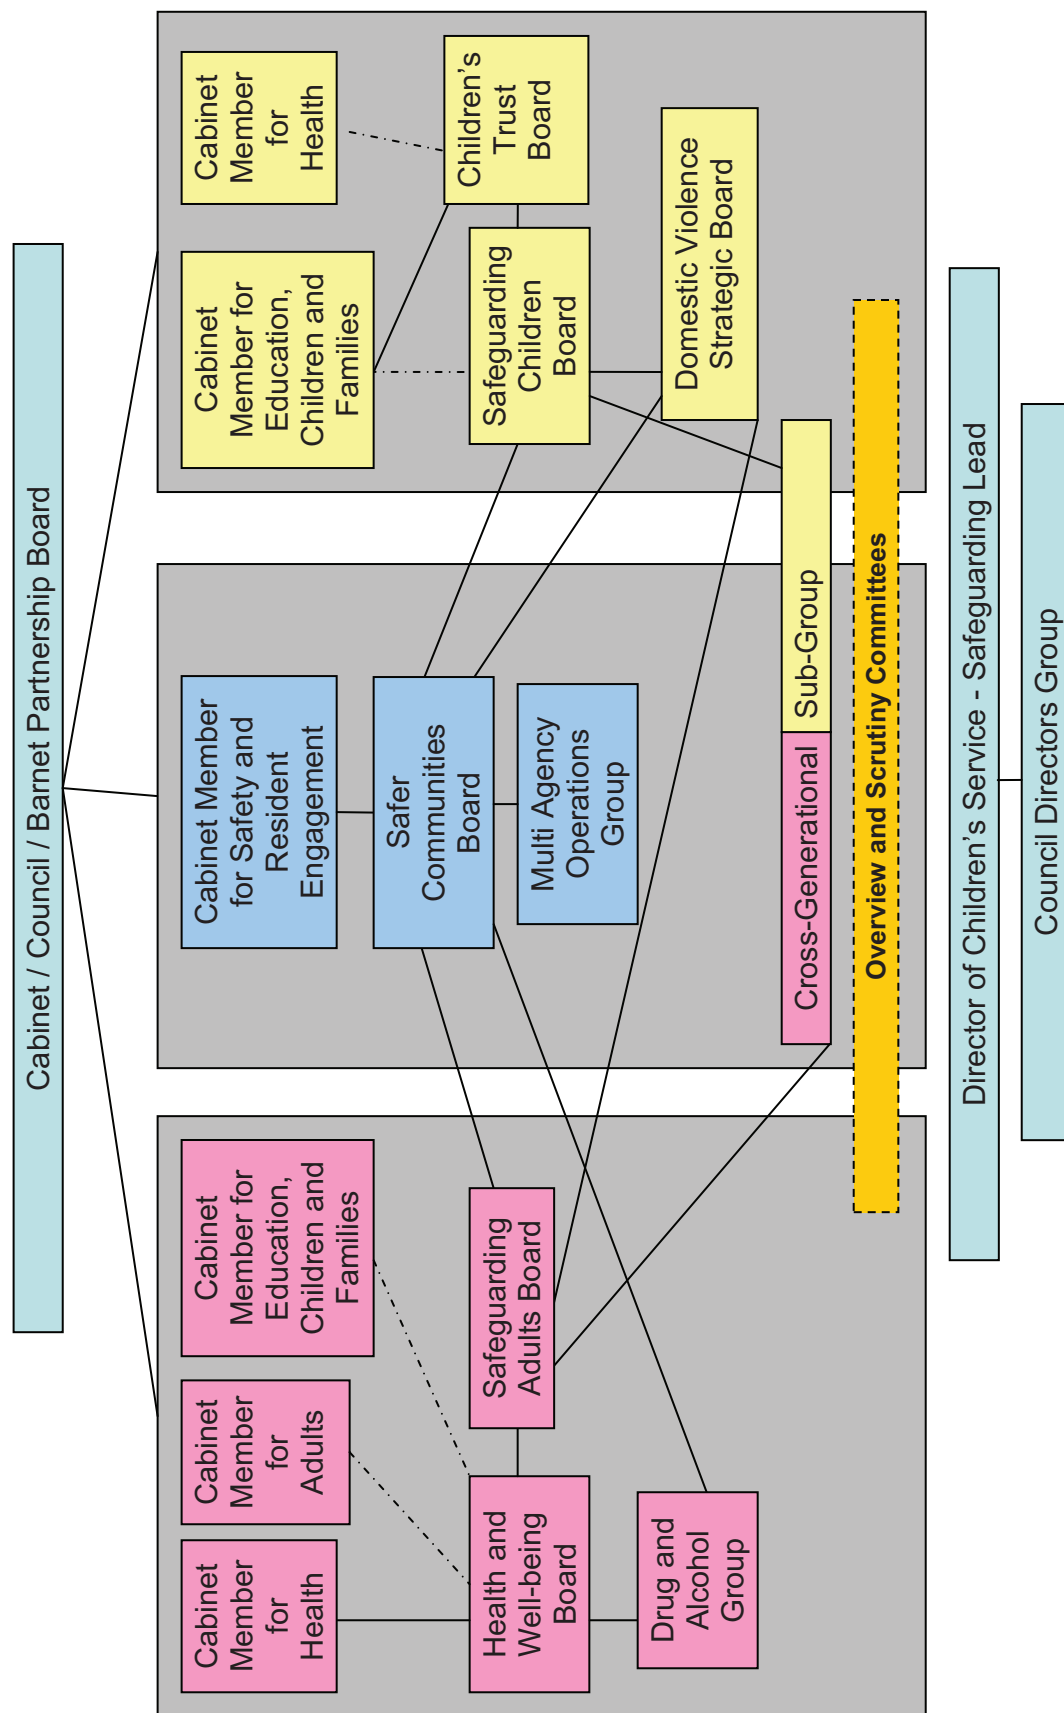 Cabinet / Council / Barnet Partnership Board
Cabinet
Member
for
Health
Cabinet
Member
for
Adults
Cabinet
Member for
Education,
Children and
Families
Health and
Well-being
Board
Safeguarding
Adults Board
Drug and
Alcohol
Group
Cabinet Member
for Safety and
Resident
Engagement
Safer
Communities
Board
Multi Agency
Operations
Group
Cabinet
Member for
Education,
Children and
Families
Cabinet
Member
for
Health
Safeguarding
Children
Board
Children's
Trust
Board
Domestic Violence
Strategic Board
Cross-Generational Sub-Group
Overview and Scrutiny Committees
Director of Children's Service - Safeguarding Lead
Council Directors Group